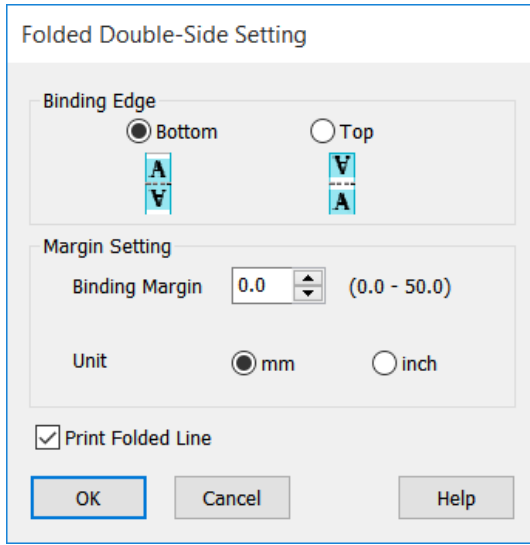 Folded Double-Side Setting
Binding Edge
Bottom Top
A A
A A
Margin Setting
Binding Margin 0.0 (0.0 - 50.0)
Unit mm inch
Print Folded Line
OK Cancel Help